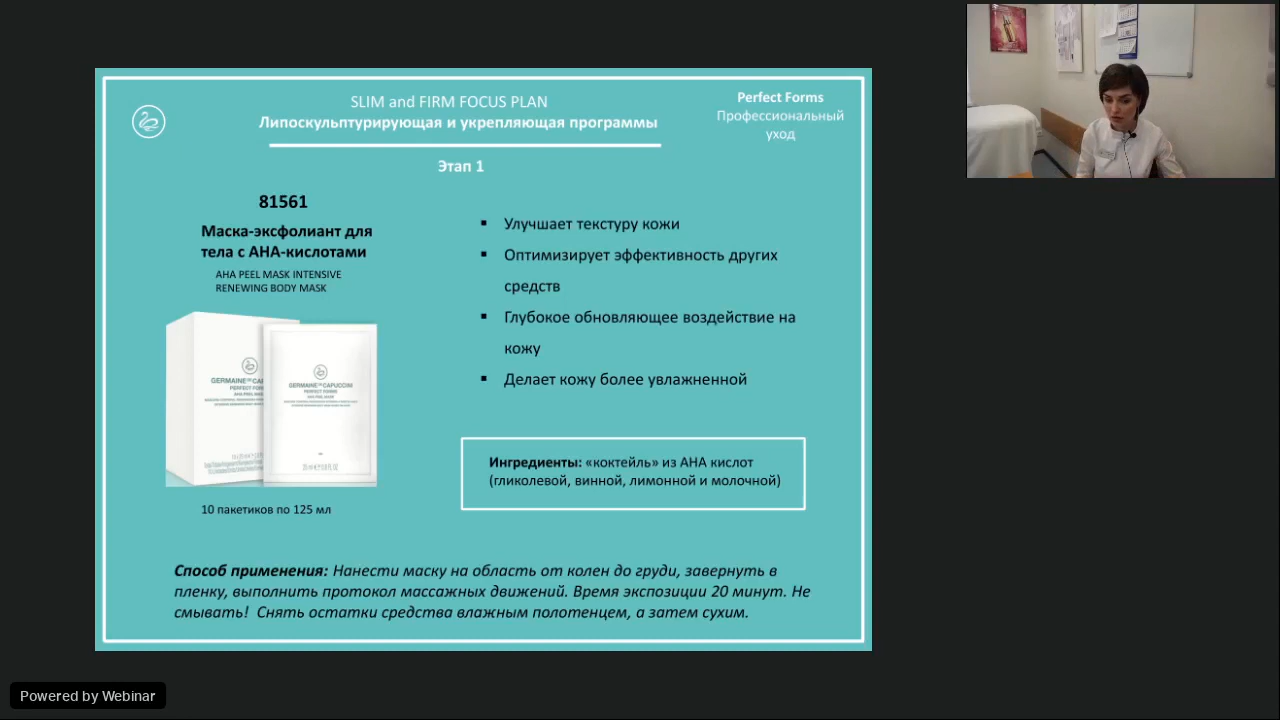 SLIM and FIRM FOCUS PLAN
Липоскульптурирующая и укрепляющая программы
Perfect Forms
Профессиональный
уход
Этап 1
81561
Маска-эксфолиант для
тела с АНА-кислотами
AHA PEEL MASK INTENSIVE
RENEWING BODY MASK
GERMAINE DE CAPUCCINI
PERFECT FORMS
AHA PEEL MASK
10 пакетиков по 125 мл
▪ Улучшает текстуру кожи
▪ Оптимизирует эффективность других
средств
▪ Глубокое обновляющее воздействие на
кожу
▪ Делает кожу более увлажненной
Ингредиенты: «коктейль» из АНА кислот
(гликолевой, винной, лимонной и молочной)
Способ применения: Нанести маску на область от колен до груди, завернуть в
пленку, выполнить протокол массажных движений. Время экспозиции 20 минут. Не
смывать! Снять остатки средства влажным полотенцем, а затем сухим.
Powered by Webinar